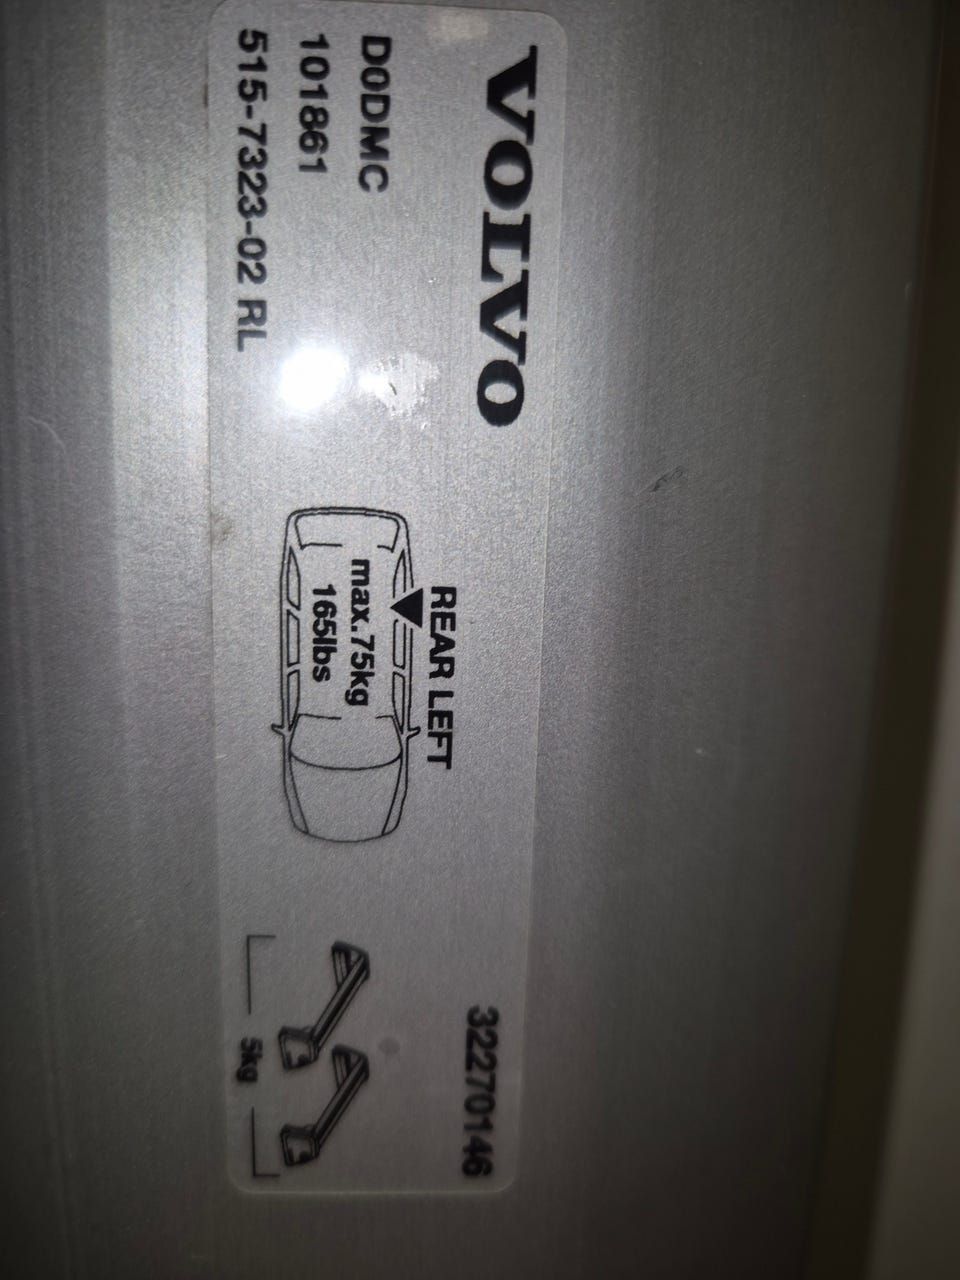 VOLVO
D0DMC
101861
515-7323-02 RL
REAR LEFT
max.75kg
165lbs
32270146
5kg